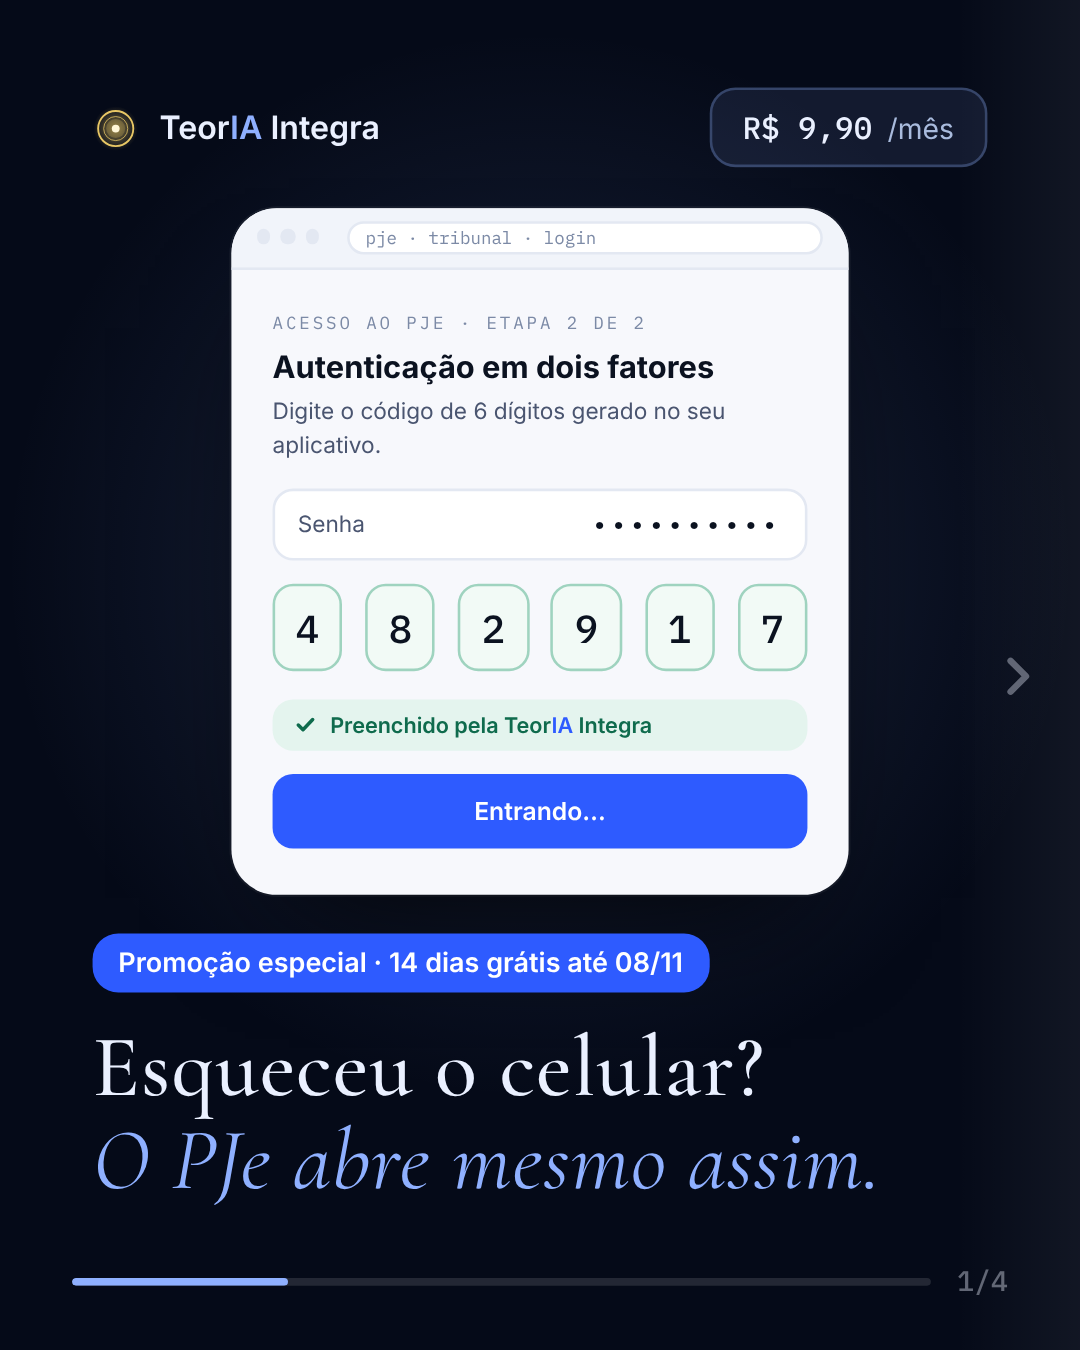 TeorIA Integra
R$ 9,90 /mês
pje · tribunal · login
ACESSO AO PJE · ETAPA 2 DE 2
Autenticação em dois fatores
Digite o código de 6 dígitos gerado no seu
aplicativo.
Senha ••••••••••
4 8 2 9 1 7
Preenchido pela TeorIA Integra
Entrando...
Promoção especial · 14 dias grátis até 08/11
Esqueceu o celular?
O PJe abre mesmo assim.
1/4